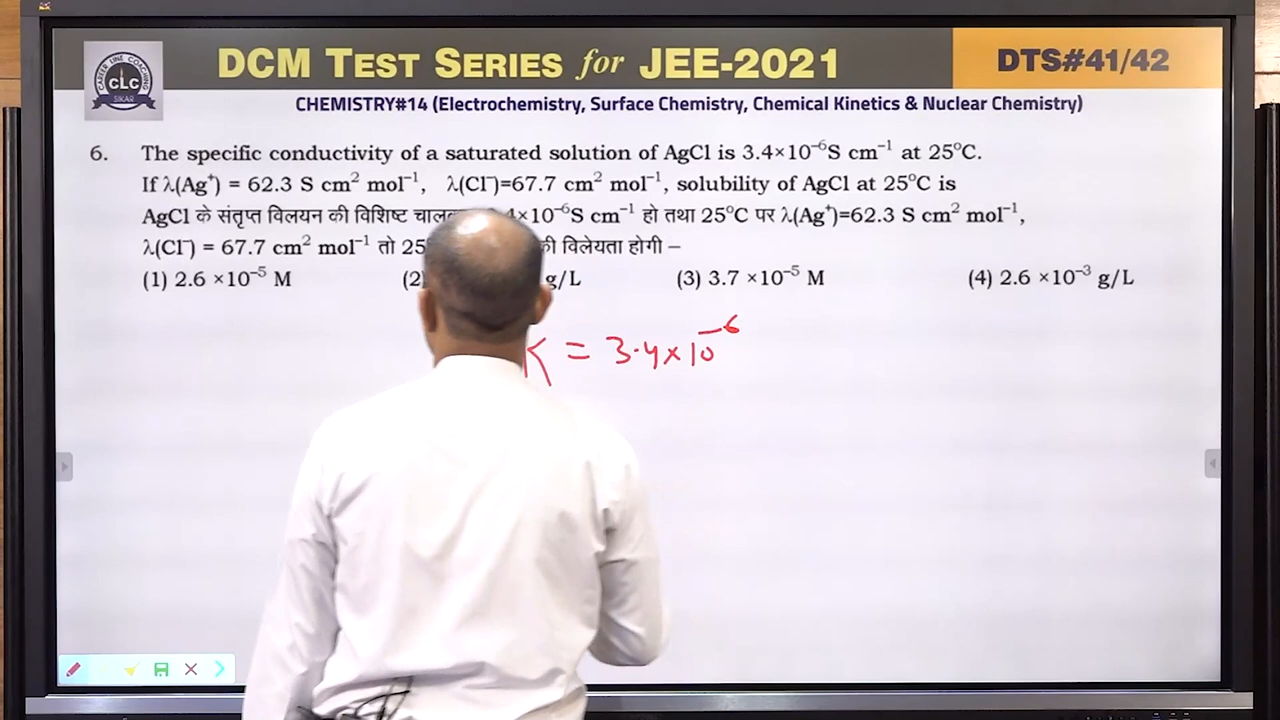 DCM TEST SERIES for JEE-2021
DTS#41/42
CAREER LINE COACHING
CLC
SIKAR
CHEMISTRY#14 (Electrochemistry, Surface Chemistry, Chemical Kinetics & Nuclear Chemistry)
6. The specific conductivity of a saturated solution of AgCl is 3.4×10⁻⁶S cm⁻¹ at 25°C.
If λ(Ag⁺) = 62.3 S cm² mol⁻¹, λ(Cl⁻)=67.7 cm² mol⁻¹, solubility of AgCl at 25°C is
AgCl के संतृप्त विलयन की विशिष्ट ×10⁻⁶S cm⁻¹ हो तथा 25°C पर λ(Ag⁺)=62.3 S cm² mol⁻¹,
λ(Cl⁻) = 67.7 cm² mol⁻¹ तो की विलेयता होगी –
(1) 2.6 ×10⁻⁵ M (2) g/L (3) 3.7 ×10⁻⁵ M (4) 2.6 ×10⁻³ g/L
K = 3.4×10⁻⁶